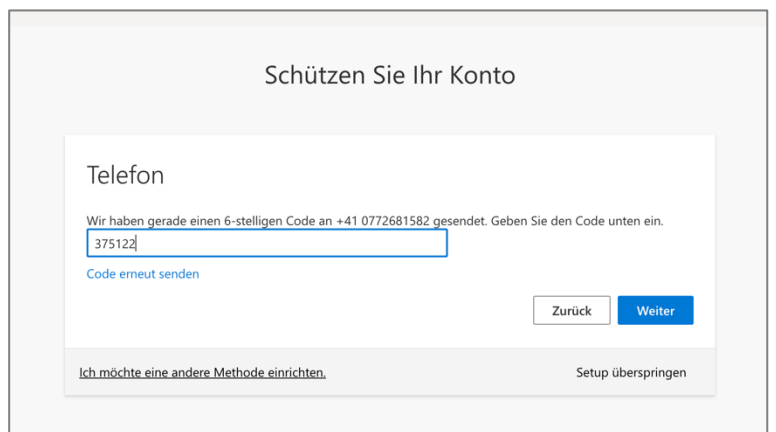 Schützen Sie Ihr Konto
Telefon
Wir haben gerade einen 6-stelligen Code an +41 0772681582 gesendet. Geben Sie den Code unten ein.
375122
Code erneut senden
Zurück Weiter
Ich möchte eine andere Methode einrichten. Setup überspringen